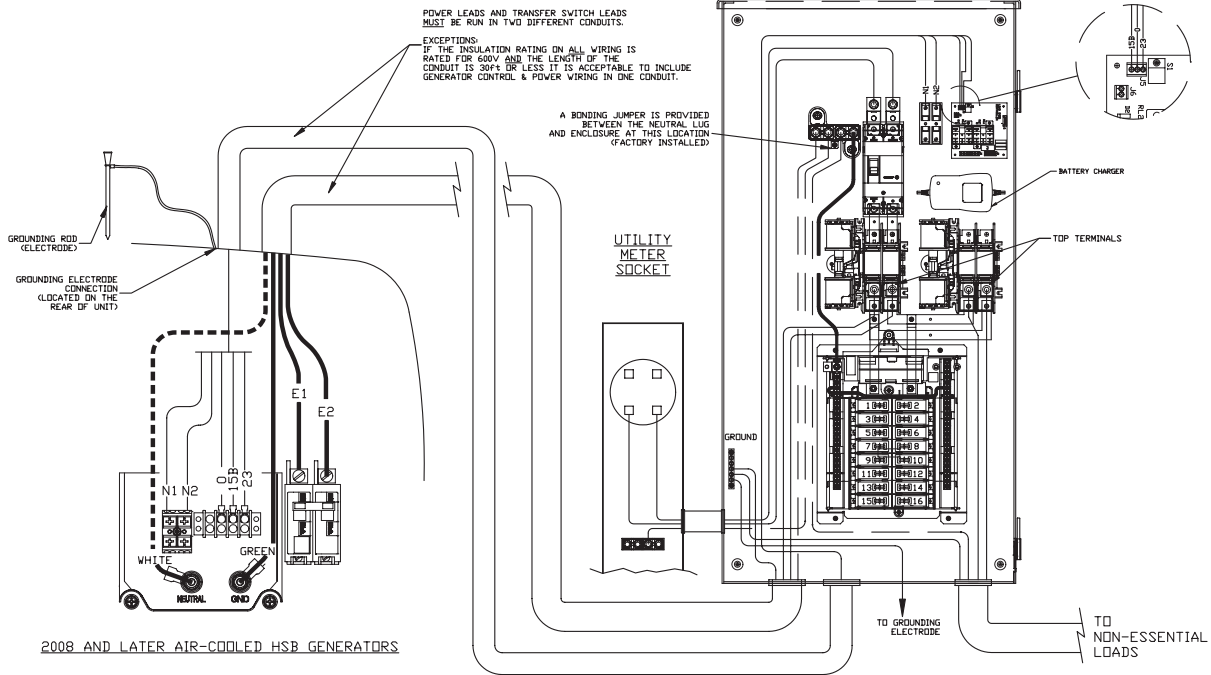 POWER LEADS AND TRANSFER SWITCH LEADS
MUST BE RUN IN TWO DIFFERENT CONDUITS.
EXCEPTIONS:
IF THE INSULATION RATING ON ALL WIRING IS
RATED FOR 600V AND THE LENGTH OF THE
CONDUIT IS 30ft OR LESS IT IS ACCEPTABLE TO INCLUDE
GENERATOR CONTROL & POWER WIRING IN ONE CONDUIT.
A BONDING JUMPER IS PROVIDED
BETWEEN THE NEUTRAL LUG
AND ENCLOSURE AT THIS LOCATION
(FACTORY INSTALLED)
N1
N2
15B
0
23
J5
S1
J6
RL2
BATTERY CHARGER
TOP TERMINALS
GROUNDING ROD
(ELECTRODE)
GROUNDING ELECTRODE
CONNECTION
(LOCATED ON THE
REAR OF UNIT)
UTILITY
METER
SOCKET
E1
E2
N1 N2
0
15B
23
WHITE
GREEN
NEUTRAL
GND
GROUND
1 2
3 4
5 6
7 8
9 10
11 12
13 14
15 16
TO GROUNDING
ELECTRODE
TO
NON-ESSENTIAL
LOADS
2008 AND LATER AIR-COOLED HSB GENERATORS